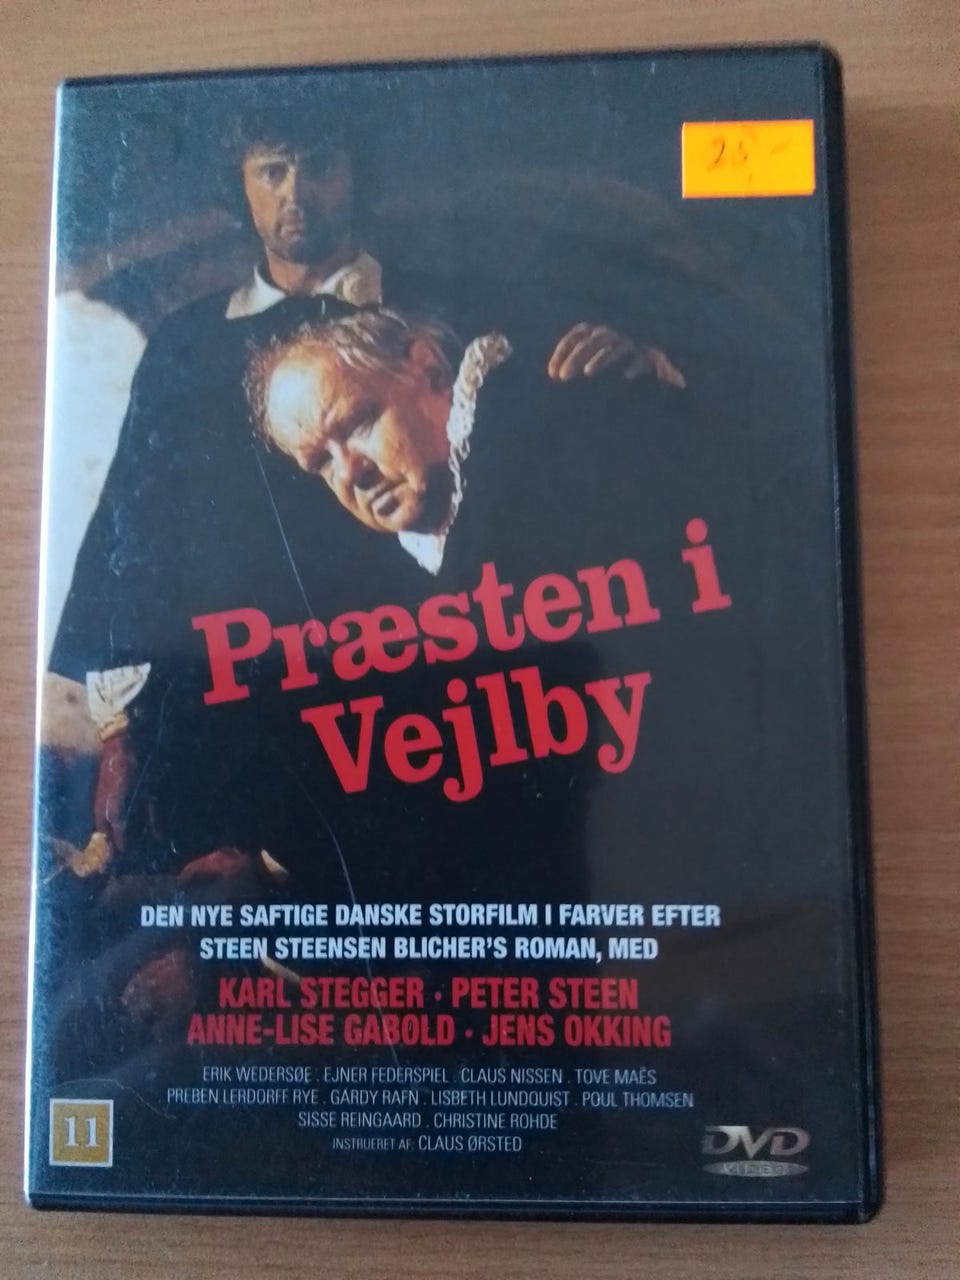 25,-
Præsten i
Vejlby
DEN NYE SAFTIGE DANSKE STORFILM I FARVER EFTER
STEEN STEENSEN BLICHER'S ROMAN, MED
KARL STEGGER · PETER STEEN
ANNE-LISE GABOLD · JENS OKKING
ERIK WEDERSØE . EJNER FEDERSPIEL . CLAUS NISSEN . TOVE MAËS
PREBEN LERDORFF RYE . GARDY RAFN . LISBETH LUNDQUIST . POUL THOMSEN
SISSE REINGAARD . CHRISTINE ROHDE
INSTRUERET AF: CLAUS ØRSTED
11
DVD
VIDEO